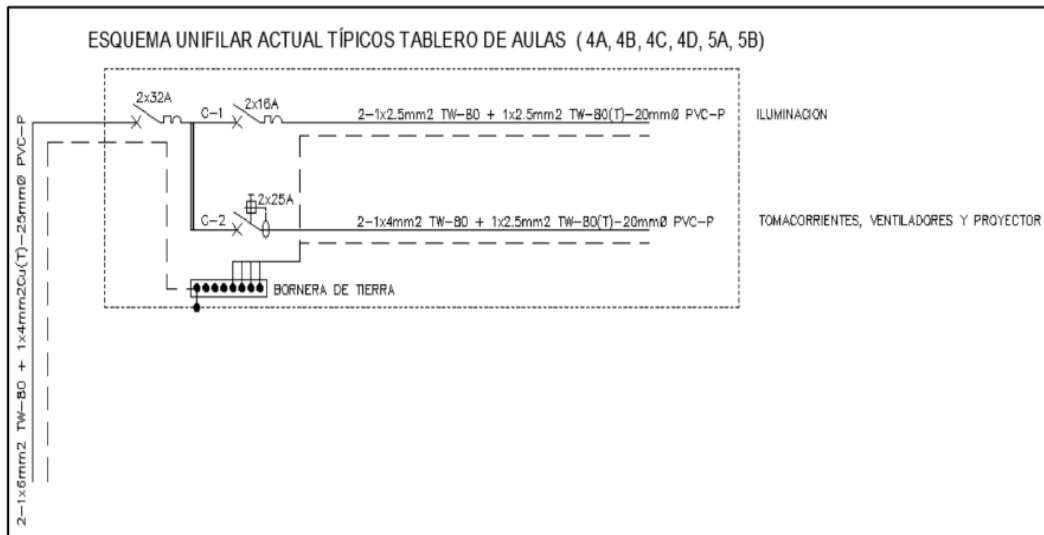 ESQUEMA UNIFILAR ACTUAL TÍPICOS TABLERO DE AULAS ( 4A, 4B, 4C, 4D, 5A, 5B)
2x32A
C-1
2x16A
2-1x2.5mm2 TW-80 + 1x2.5mm2 TW-80(T)-20mmØ PVC-P
ILUMINACION
2x25A
C-2
2-1x4mm2 TW-80 + 1x2.5mm2 TW-80(T)-20mmØ PVC-P
TOMACORRIENTES, VENTILADORES Y PROYECTOR
BORNERA DE TIERRA
2-1x6mm2 TW-80 + 1x4mm2Cu(T)-25mmØ PVC-P